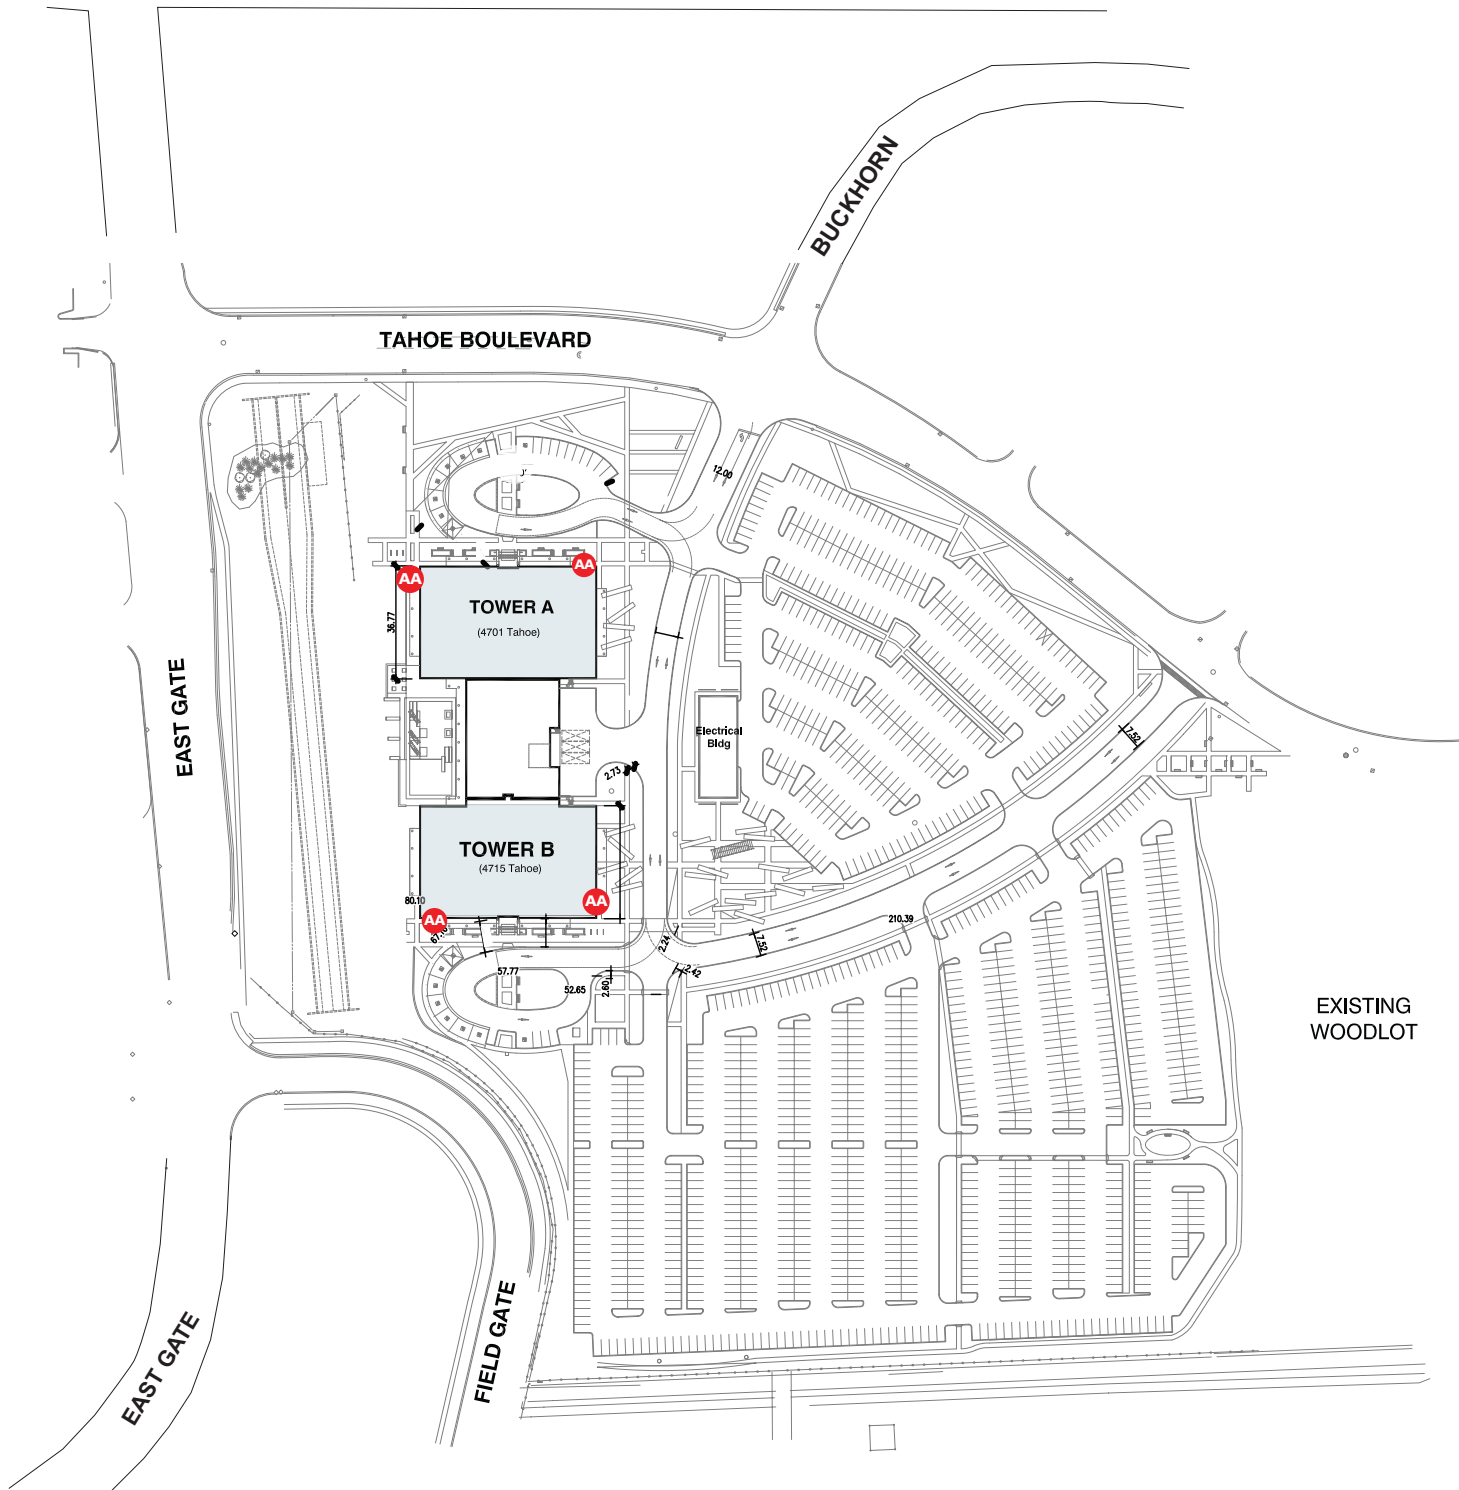 BUCKHORN
TAHOE BOULEVARD
12.00
AA
AA
TOWER A
(4701 Tahoe)
36.77
EAST GATE
Electrical
Bldg
7.52
2.73
TOWER B
(4715 Tahoe)
80.10
AA
AA
210.39
2.24
7.52
57.77
2.42
52.65
2.60
EXISTING
WOODLOT
FIELD GATE
EAST GATE